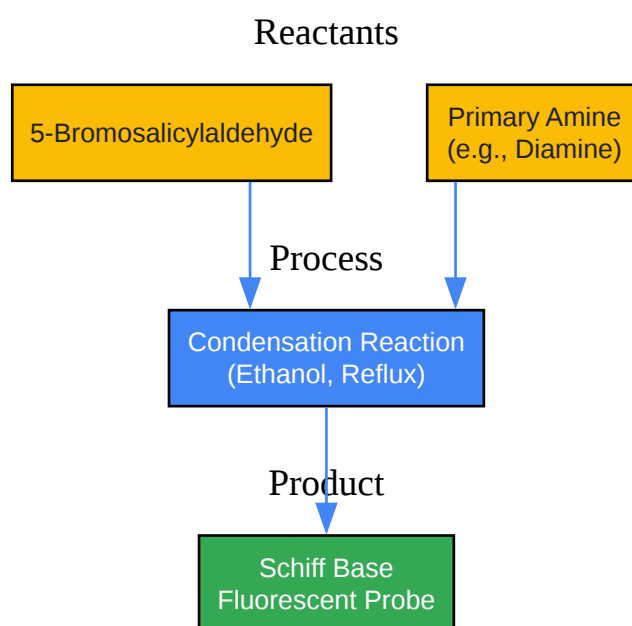 Reactants
5-Bromosalicylaldehyde
Primary Amine
(e.g., Diamine)
Process
Condensation Reaction
(Ethanol, Reflux)
Product
Schiff Base
Fluorescent Probe